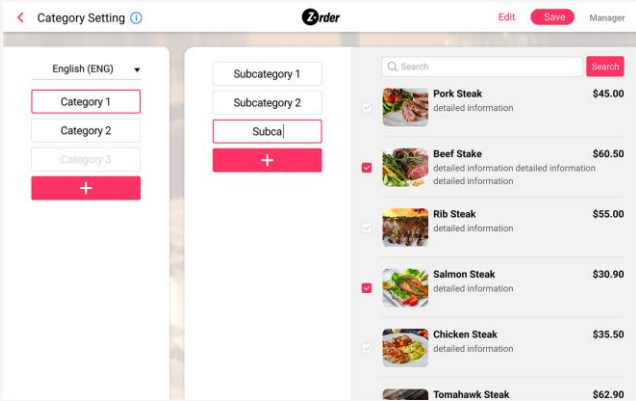 Category Setting
Zorder
Edit
Save
Manager
English (ENG)
Category 1
Category 2
Category 3
Subcategory 1
Subcategory 2
Subca
Search
Search
Pork Steak $45.00
detailed information
Beef Stake $60.50
detailed information detailed information
detailed information
Rib Steak $55.00
detailed information
Salmon Steak $30.90
detailed information
Chicken Steak $35.50
detailed information
Tomahawk Steak $62.90